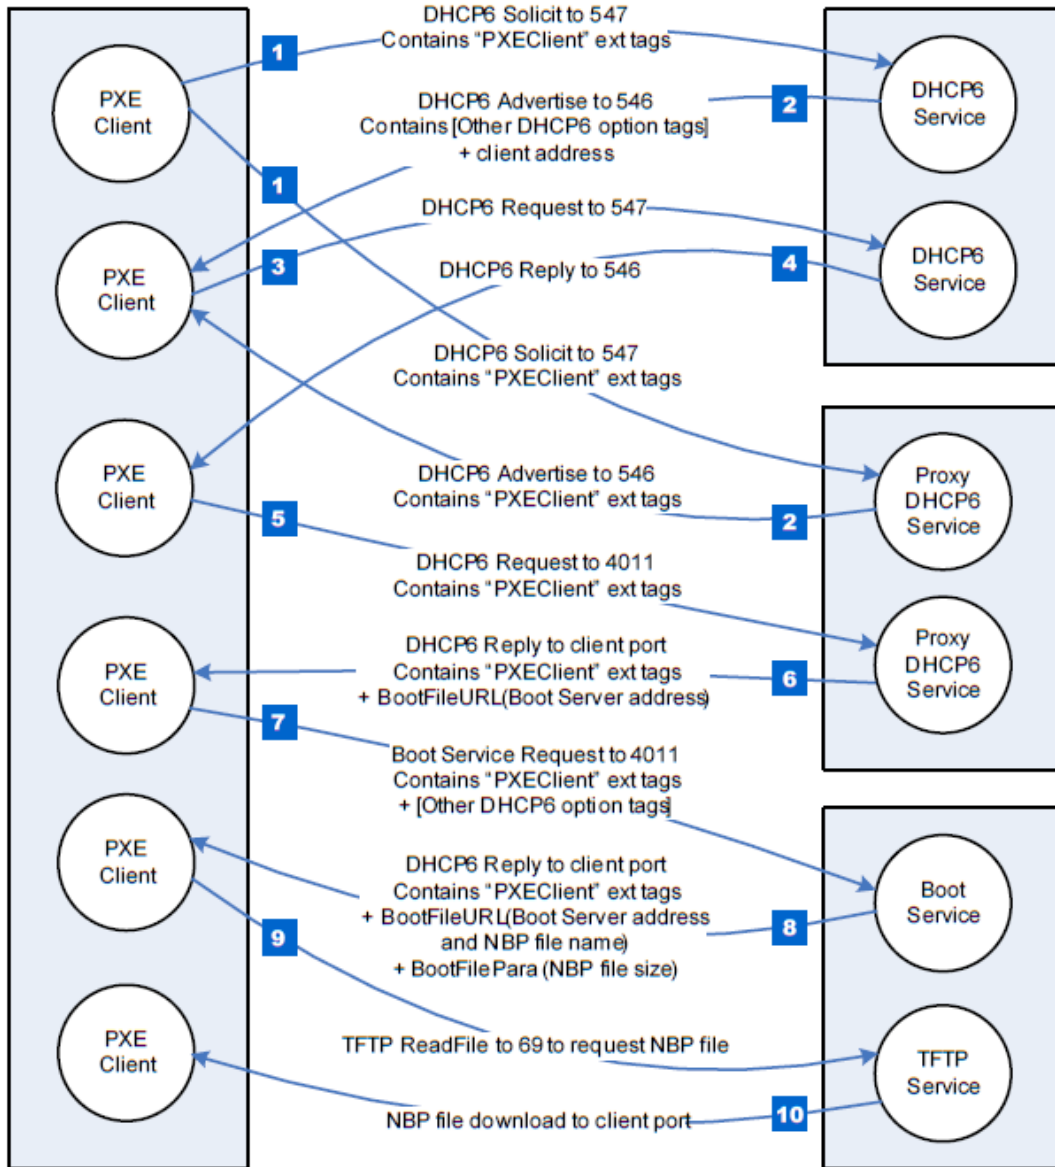 DHCP6 Solicit to 547
Contains “PXEClient” ext tags
1
PXE
Client
DHCP6
Service
DHCP6 Advertise to 546
Contains [Other DHCP6 option tags]
+ client address
2
1
DHCP6 Request to 547
PXE
Client
3
DHCP6 Reply to 546
4
DHCP6
Service
DHCP6 Solicit to 547
Contains “PXEClient” ext tags
PXE
Client
DHCP6 Advertise to 546
Contains “PXEClient” ext tags
2
Proxy
DHCP6
Service
5
DHCP6 Request to 4011
Contains “PXEClient” ext tags
PXE
Client
DHCP6 Reply to client port
Contains “PXEClient” ext tags
+ BootFileURL(Boot Server address)
6
Proxy
DHCP6
Service
7
Boot Service Request to 4011
Contains “PXEClient” ext tags
+ [Other DHCP6 option tags]
PXE
Client
DHCP6 Reply to client port
Contains “PXEClient” ext tags
+ BootFileURL(Boot Server address
and NBP file name)
+ BootFilePara (NBP file size)
8
Boot
Service
9
PXE
Client
TFTP ReadFile to 69 to request NBP file
TFTP
Service
NBP file download to client port
10